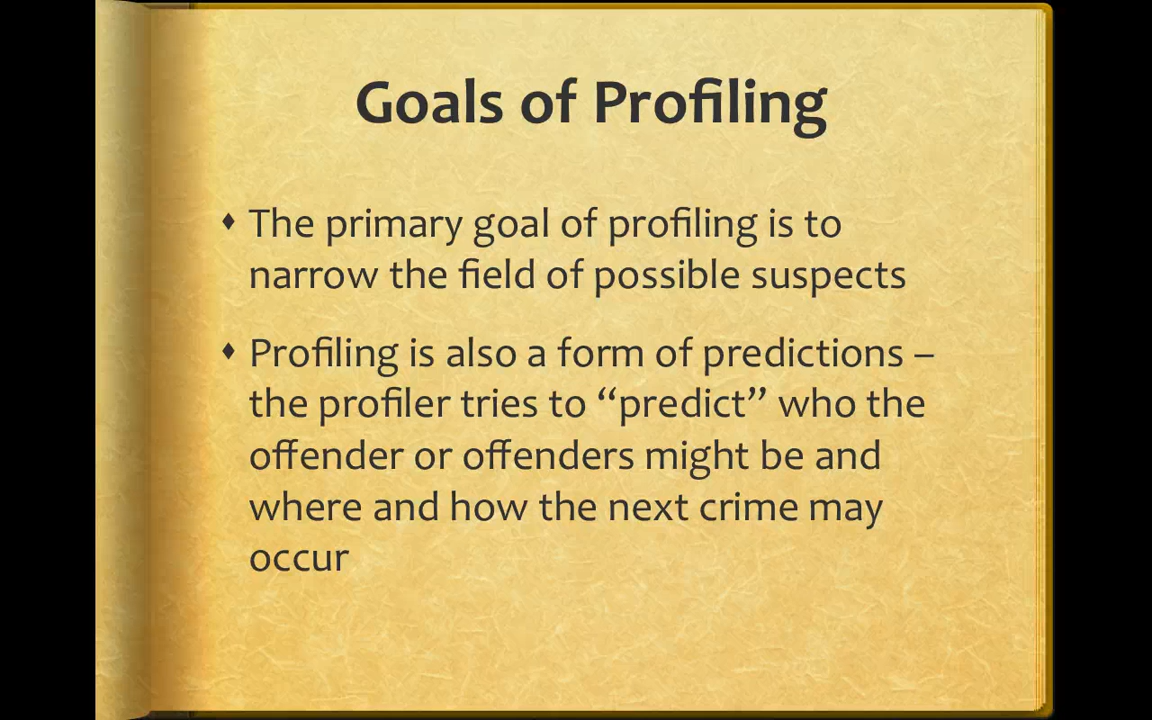 Goals of Profiling
♦ The primary goal of profiling is to
narrow the field of possible suspects
♦ Profiling is also a form of predictions –
the profiler tries to “predict” who the
offender or offenders might be and
where and how the next crime may
occur